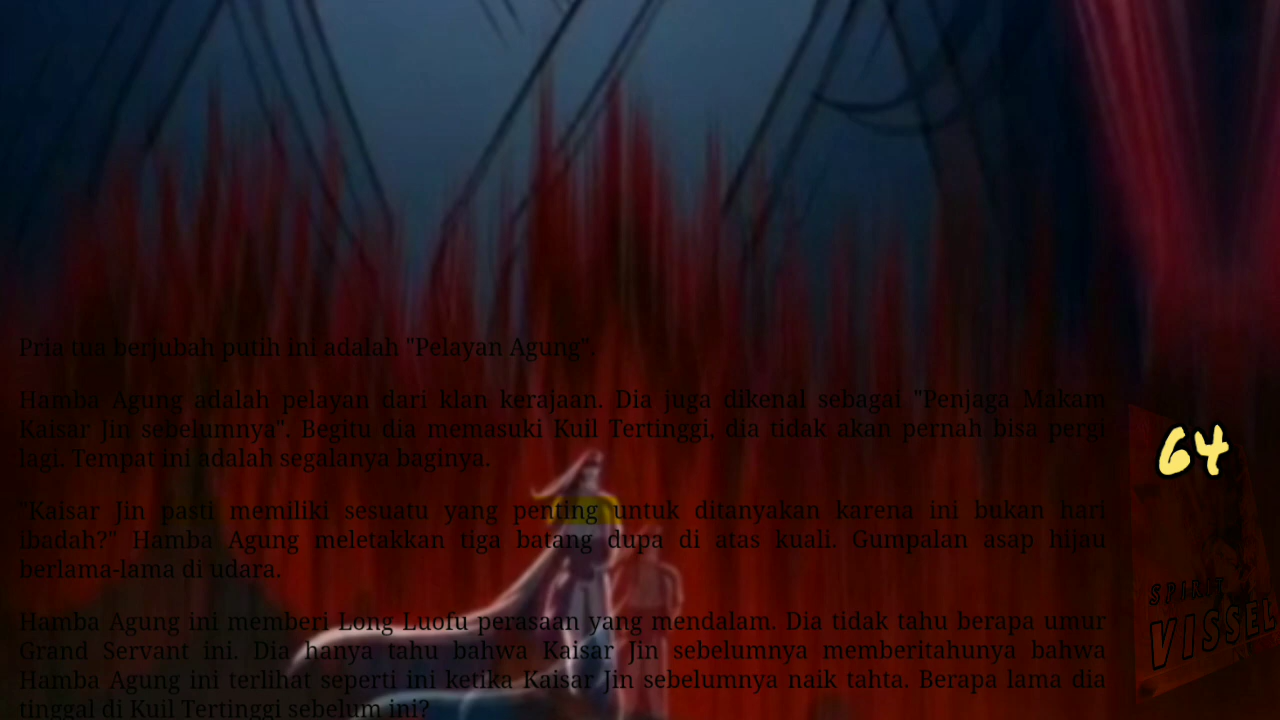 Pria tua berjubah putih ini adalah "Pelayan Agung".
Hamba Agung adalah pelayan dari klan kerajaan. Dia juga dikenal sebagai "Penjaga Makam
Kaisar Jin sebelumnya". Begitu dia memasuki Kuil Tertinggi, dia tidak akan pernah bisa pergi
lagi. Tempat ini adalah segalanya baginya.
"Kaisar Jin pasti memiliki sesuatu yang penting untuk ditanyakan karena ini bukan hari
ibadah?" Hamba Agung meletakkan tiga batang dupa di atas kuali. Gumpalan asap hijau
berlama-lama di udara.
Hamba Agung ini memberi Long Luofu perasaan yang mendalam. Dia tidak tahu berapa umur
Grand Servant ini. Dia hanya tahu bahwa Kaisar Jin sebelumnya memberitahunya bahwa
Hamba Agung ini terlihat seperti ini ketika Kaisar Jin sebelumnya naik tahta. Berapa lama dia
tinggal di Kuil Tertinggi sebelum ini?
64
SPIRIT
VISSEL